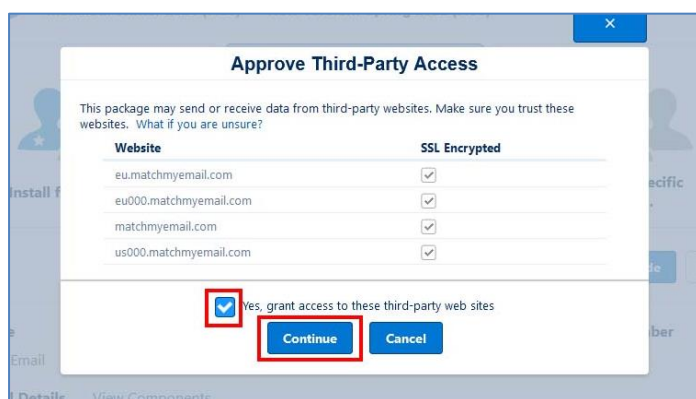 ×
Approve Third-Party Access
This package may send or receive data from third-party websites. Make sure you trust these
websites. What if you are unsure?
Website SSL Encrypted
eu.matchmyemail.com
eu000.matchmyemail.com
matchmyemail.com
us000.matchmyemail.com
Install f
ecific
Yes, grant access to these third-party web sites
Continue Cancel
Email
Details View Components